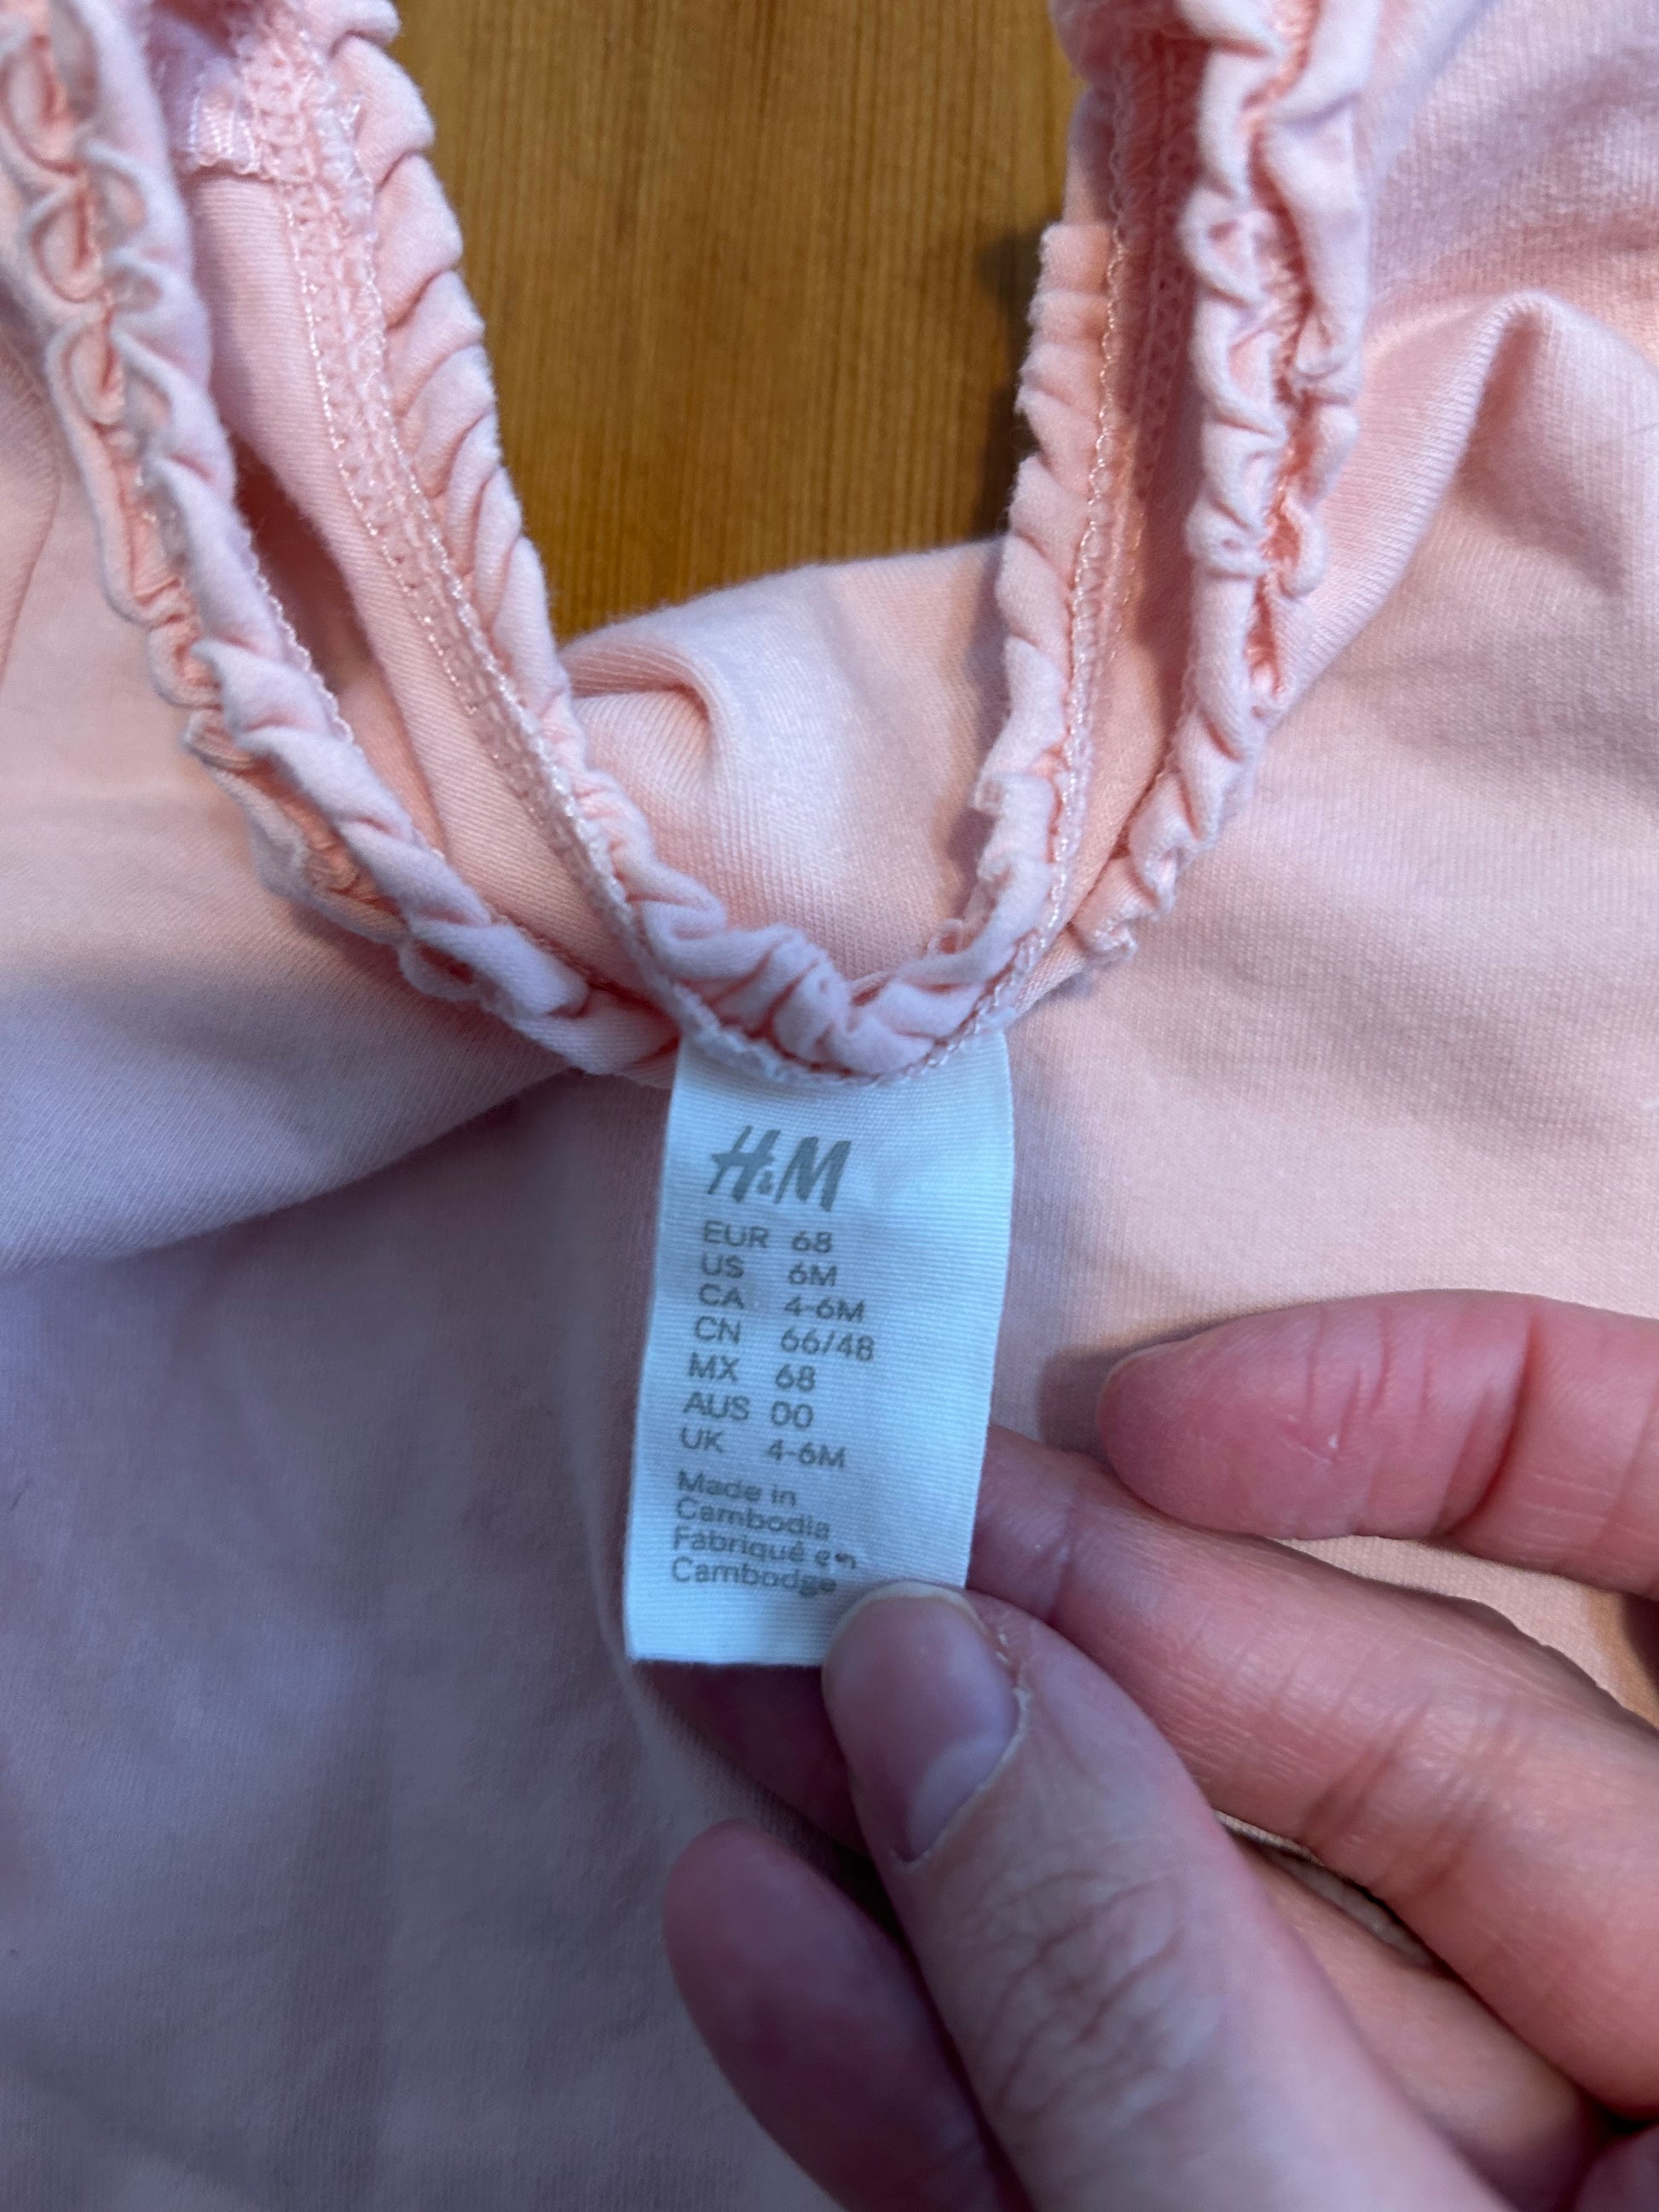 H&M
EUR 68
US 6M
CA 4-6M
CN 66/48
MX 68
AUS 00
UK 4-6M
Made in
Cambodia
Fabriqué en
Cambodge